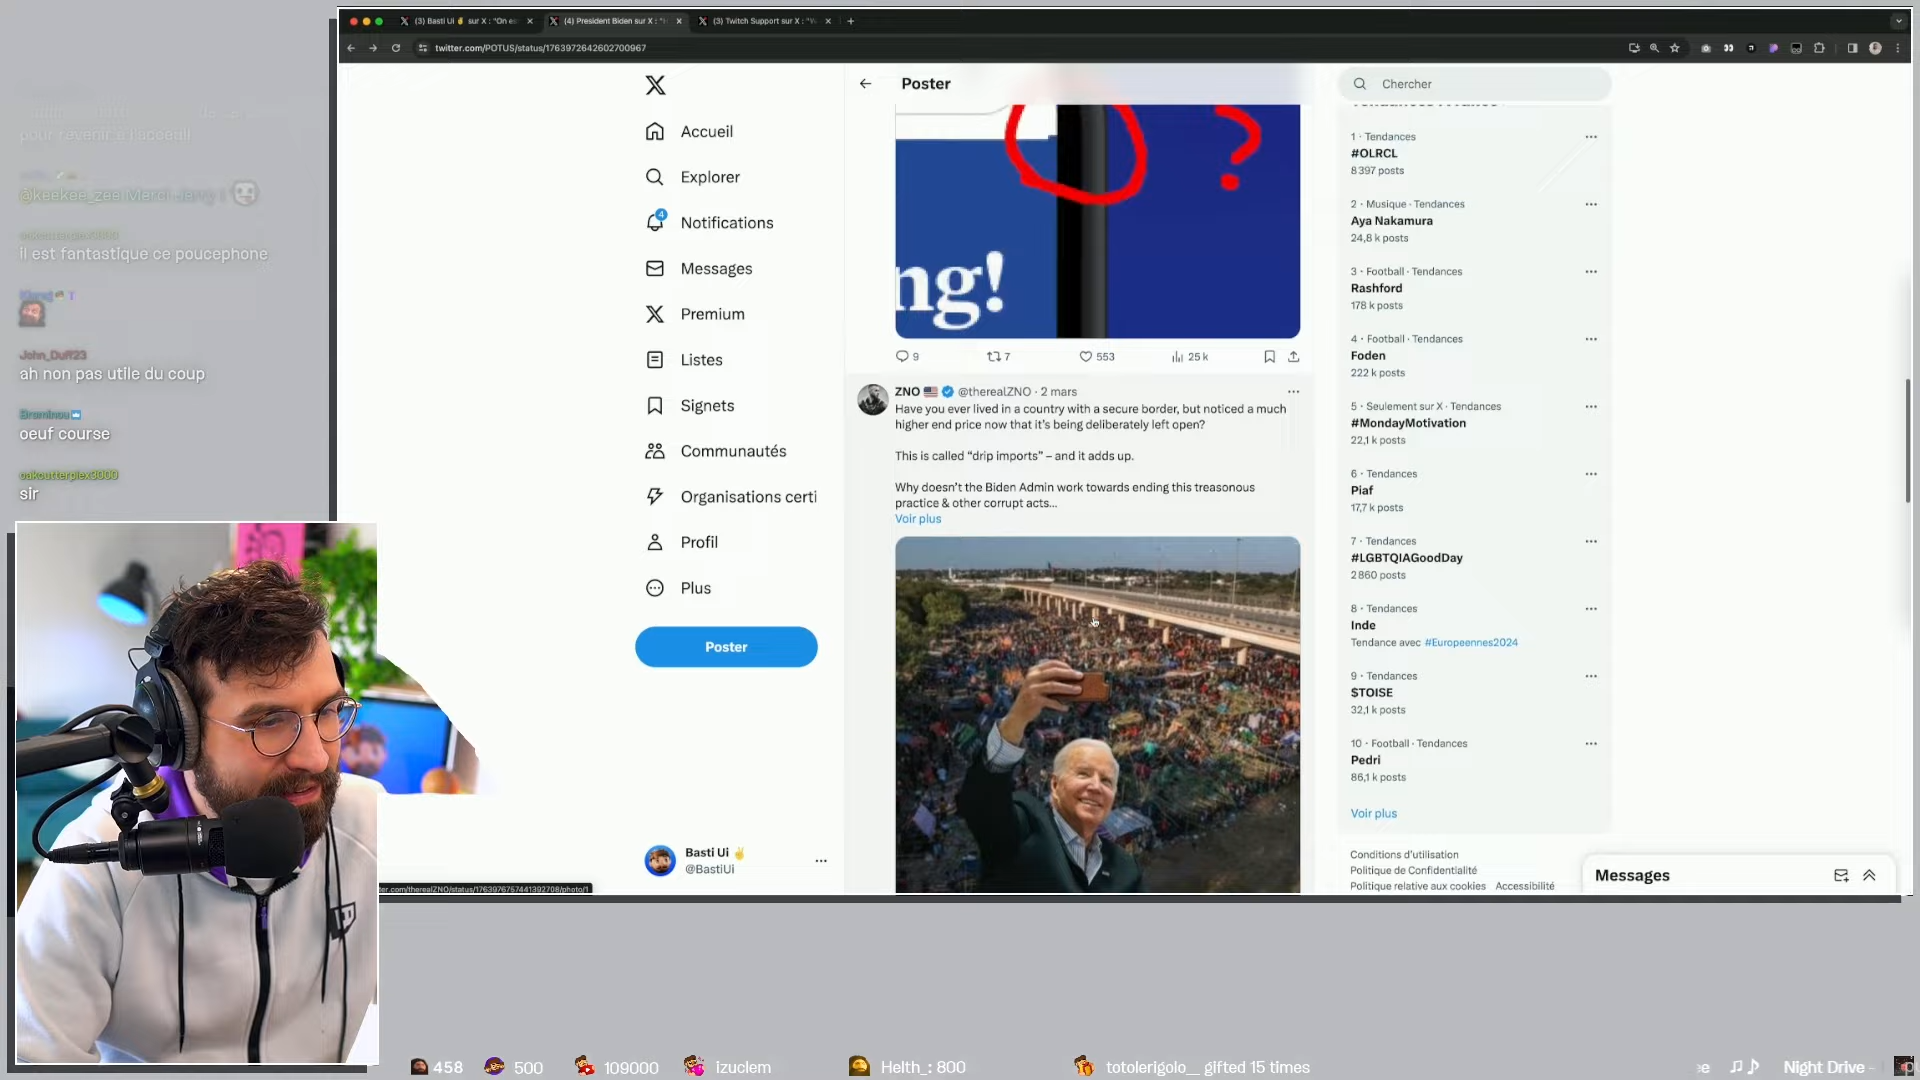 (3) Basti Ui ✌ sur X : "On es
(4) President Biden sur X : "
(3) Twitch Support sur X : "
twitter.com/POTUS/status/1763972642602700967
pour revenir à l'accueil
@keekee_zee Merci Jerry !
il est fantastique ce poucephone
John_Duff23
ah non pas utile du coup
Brominou
oeuf course
oakcutterplex3000
sir
Accueil
Explorer
4
Notifications
Messages
Premium
Listes
Signets
Communautés
Organisations certi
Profil
Plus
Poster
Basti Ui ✌
@BastiUi
Poster
?
ng!
9
7
553
25 k
ZNO 🇺🇸 @therealZNO · 2 mars
Have you ever lived in a country with a secure border, but noticed a much
higher end price now that it's being deliberately left open?
This is called "drip imports" – and it adds up.
Why doesn't the Biden Admin work towards ending this treasonous
practice & other corrupt acts...
Voir plus
ter.com/therealZNO/status/1763976757441392708/photo/1
Chercher
1 · Tendances
#OLRCL
8 397 posts
2 · Musique · Tendances
Aya Nakamura
24,8 k posts
3 · Football · Tendances
Rashford
178 k posts
4 · Football · Tendances
Foden
222 k posts
5 · Seulement sur X · Tendances
#MondayMotivation
22,1 k posts
6 · Tendances
Piaf
17,7 k posts
7 · Tendances
#LGBTQIAGoodDay
2 860 posts
8 · Tendances
Inde
Tendance avec #Europeennes2024
9 · Tendances
$TOISE
32,1 k posts
10 · Football · Tendances
Pedri
86,1 k posts
Voir plus
Conditions d'utilisation
Politique de Confidentialité
Politique relative aux cookies Accessibilité
Messages
458
500
109000
izuclem
Helth_: 800
totolerigolo__ gifted 15 times
Night Drive -